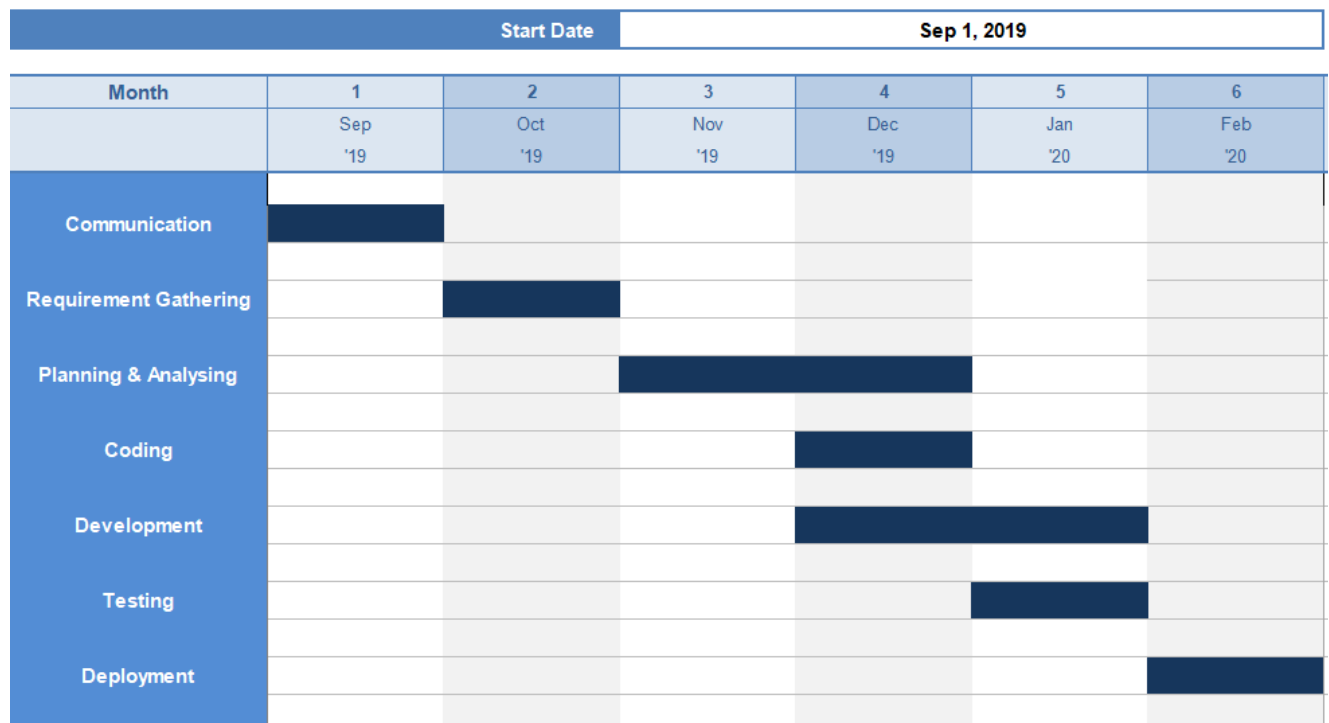 Start Date Sep 1, 2019
Month 1 2 3 4 5 6
Sep Oct Nov Dec Jan Feb
'19 '19 '19 '19 '20 '20
Communication
Requirement Gathering
Planning & Analysing
Coding
Development
Testing
Deployment